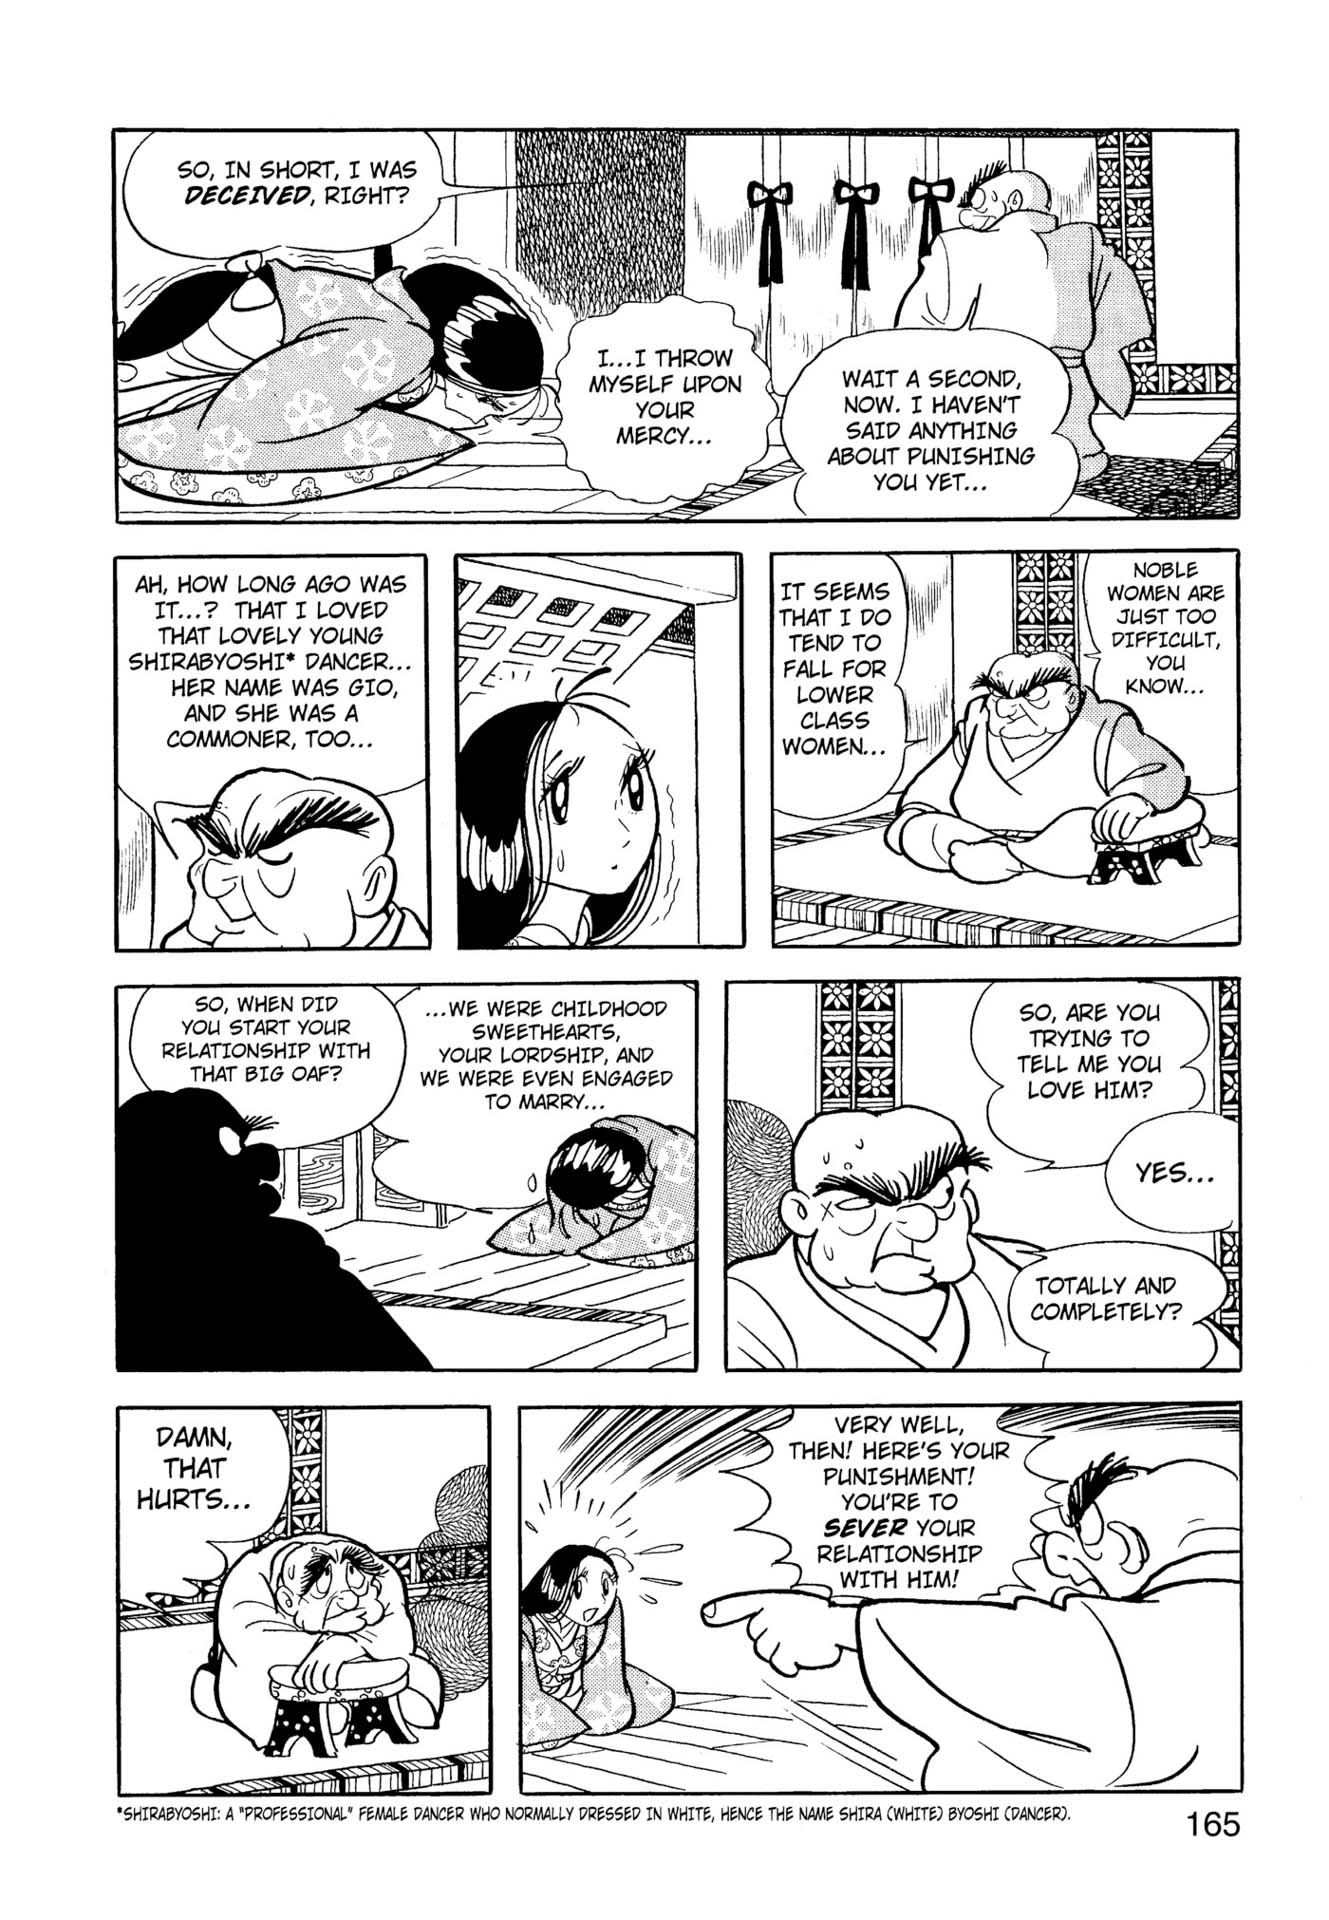 SO, IN SHORT, I WAS
DECEIVED, RIGHT?
I...I THROW
MYSELF UPON
YOUR
MERCY...
WAIT A SECOND,
NOW. I HAVEN'T
SAID ANYTHING
ABOUT PUNISHING
YOU YET...
AH, HOW LONG AGO WAS
IT...? THAT I LOVED
THAT LOVELY YOUNG
SHIRABYOSHI* DANCER...
HER NAME WAS GIO,
AND SHE WAS A
COMMONER, TOO...
IT SEEMS
THAT I DO
TEND TO
FALL FOR
LOWER
CLASS
WOMEN...
NOBLE
WOMEN ARE
JUST TOO
DIFFICULT,
YOU
KNOW...
SO, WHEN DID
YOU START YOUR
RELATIONSHIP WITH
THAT BIG OAF?
...WE WERE CHILDHOOD
SWEETHEARTS,
YOUR LORDSHIP, AND
WE WERE EVEN ENGAGED
TO MARRY...
SO, ARE YOU
TRYING TO
TELL ME YOU
LOVE HIM?
YES...
TOTALLY AND
COMPLETELY?
DAMN,
THAT
HURTS...
VERY WELL,
THEN! HERE'S YOUR
PUNISHMENT!
YOU'RE TO
SEVER YOUR
RELATIONSHIP
WITH HIM!
*SHIRABYOSHI: A "PROFESSIONAL" FEMALE DANCER WHO NORMALLY DRESSED IN WHITE, HENCE THE NAME SHIRA (WHITE) BYOSHI (DANCER).
165